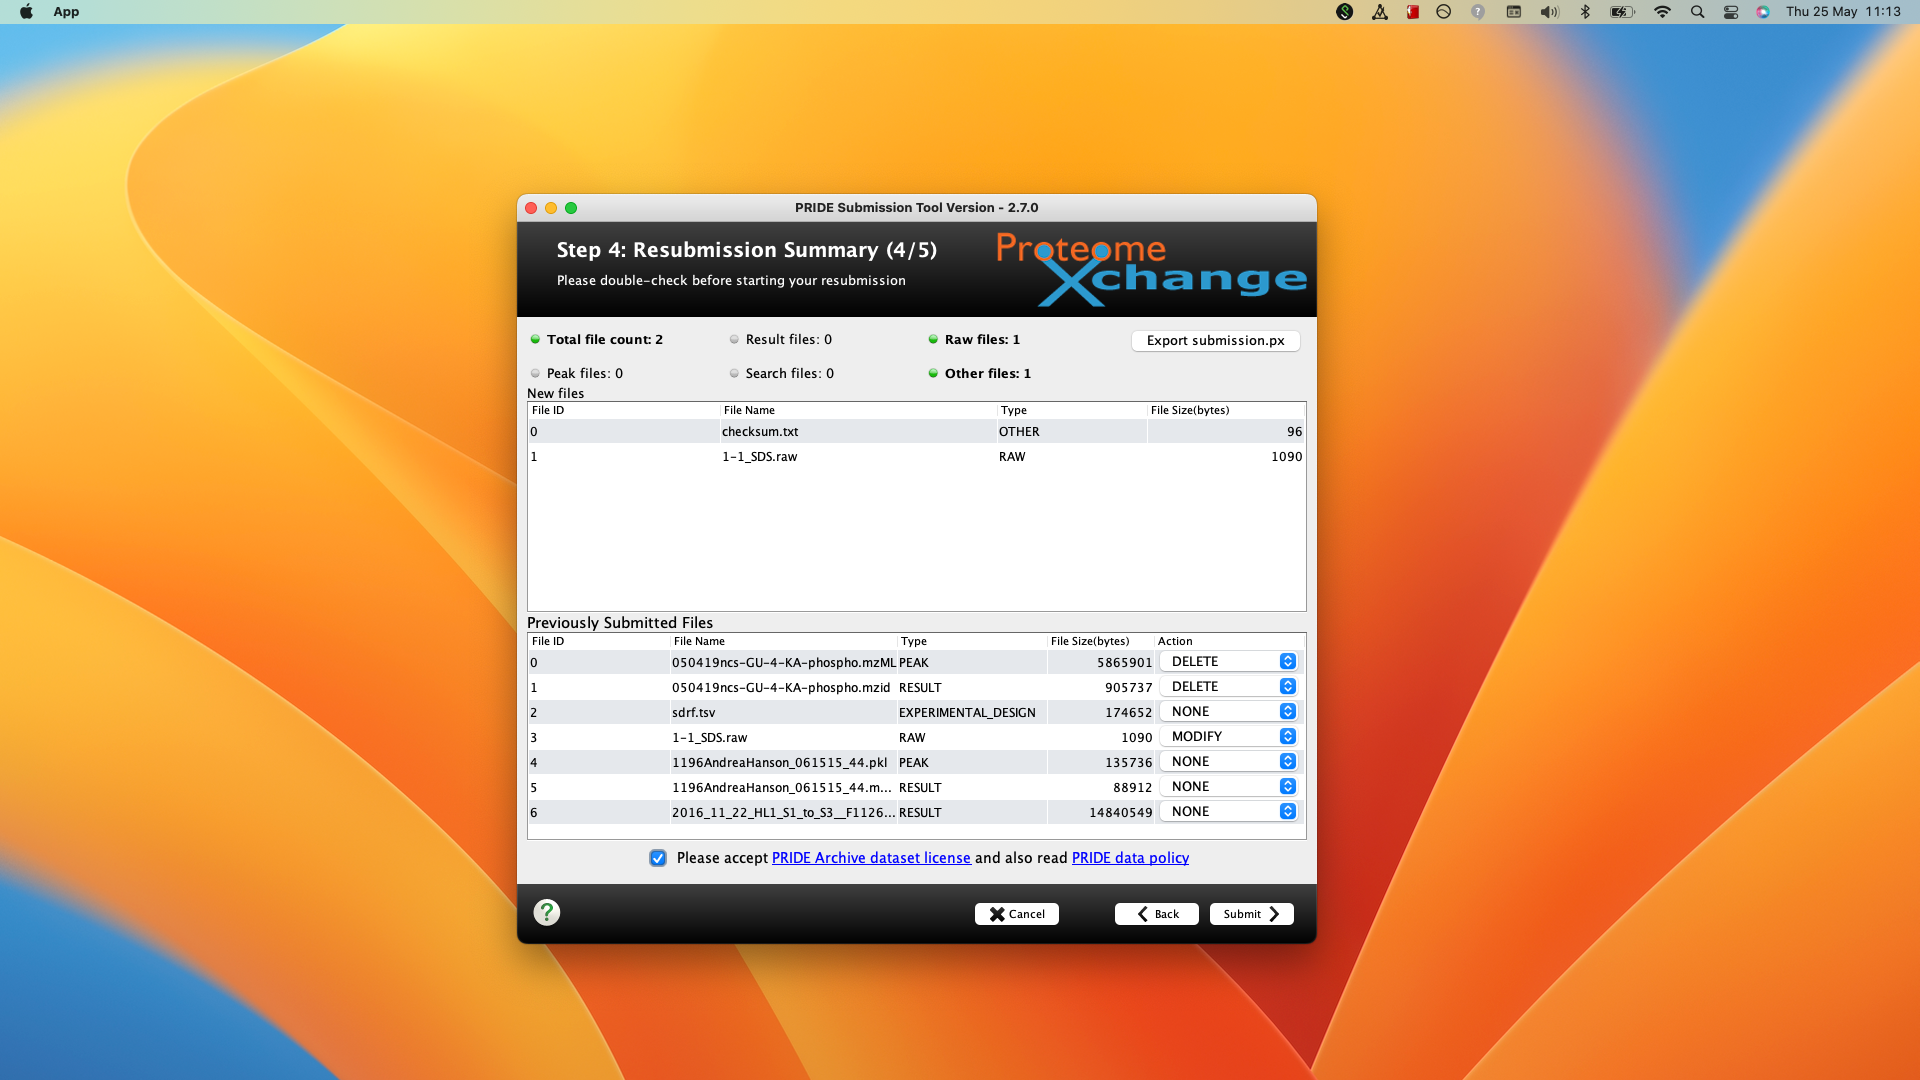 App
Thu 25 May 11:13
PRIDE Submission Tool Version - 2.7.0
Step 4: Resubmission Summary (4/5)
Please double-check before starting your resubmission
Proteome
Xchange
Total file count: 2 Result files: 0 Raw files: 1 Export submission.px
Peak files: 0 Search files: 0 Other files: 1
New files
File ID File Name Type File Size(bytes)
0 checksum.txt OTHER 96
1 1-1_SDS.raw RAW 1090
Previously Submitted Files
File ID File Name Type File Size(bytes) Action
0 050419ncs-GU-4-KA-phospho.mzML PEAK 5865901 DELETE
1 050419ncs-GU-4-KA-phospho.mzid RESULT 905737 DELETE
2 sdrf.tsv EXPERIMENTAL_DESIGN 174652 NONE
3 1-1_SDS.raw RAW 1090 MODIFY
4 1196AndreaHanson_061515_44.pkl PEAK 135736 NONE
5 1196AndreaHanson_061515_44.m... RESULT 88912 NONE
6 2016_11_22_HL1_S1_to_S3__F1126... RESULT 14840549 NONE
Please accept PRIDE Archive dataset license and also read PRIDE data policy
? Cancel Back Submit